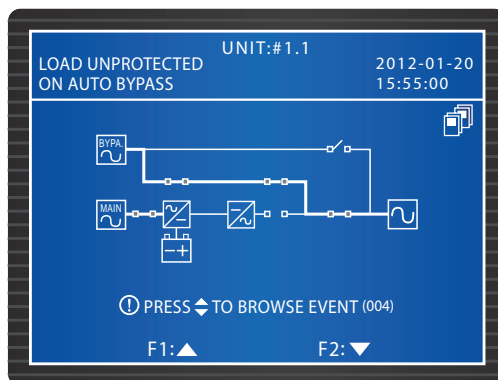 UNIT:#1.1
LOAD UNPROTECTED
ON AUTO BYPASS
2012-01-20
15:55:00
BYPA.
MAIN
PRESS TO BROWSE EVENT (004)
F1:
F2: